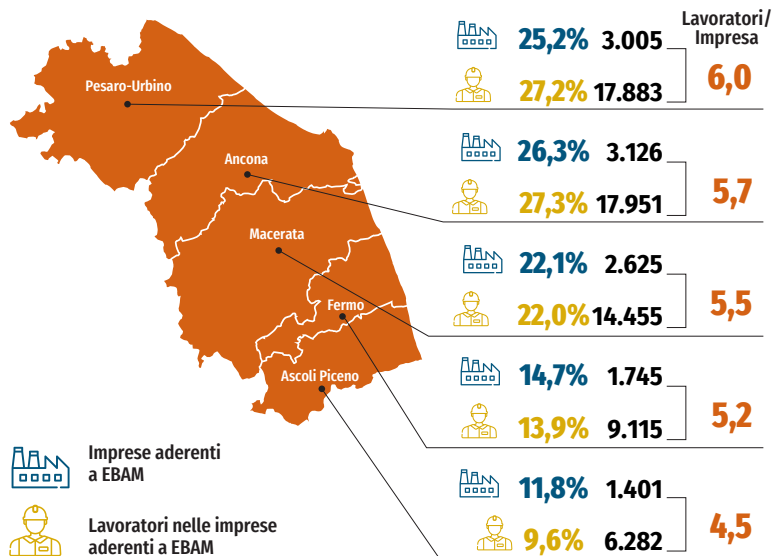 Lavoratori/
Impresa
25,2% 3.005
27,2% 17.883
6,0
Pesaro-Urbino
26,3% 3.126
27,3% 17.951
5,7
Ancona
22,1% 2.625
22,0% 14.455
5,5
Macerata
14,7% 1.745
13,9% 9.115
5,2
Fermo
11,8% 1.401
9,6% 6.282
4,5
Ascoli Piceno
Imprese aderenti
a EBAM
Lavoratori nelle imprese
aderenti a EBAM